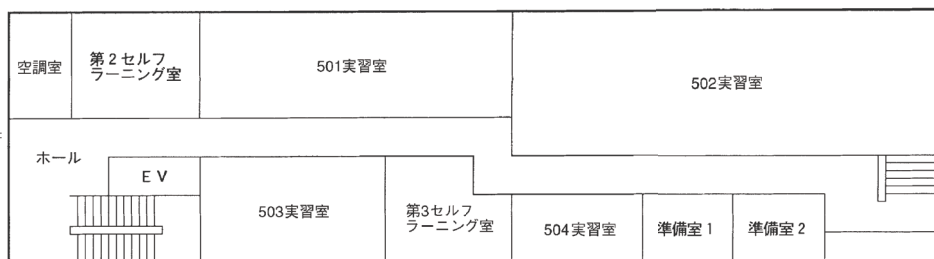 空調室
第2セルフ
ラーニング室
501実習室
502実習室
ホール
EV
503実習室
第3セルフ
ラーニング室
504実習室
準備室1
準備室2